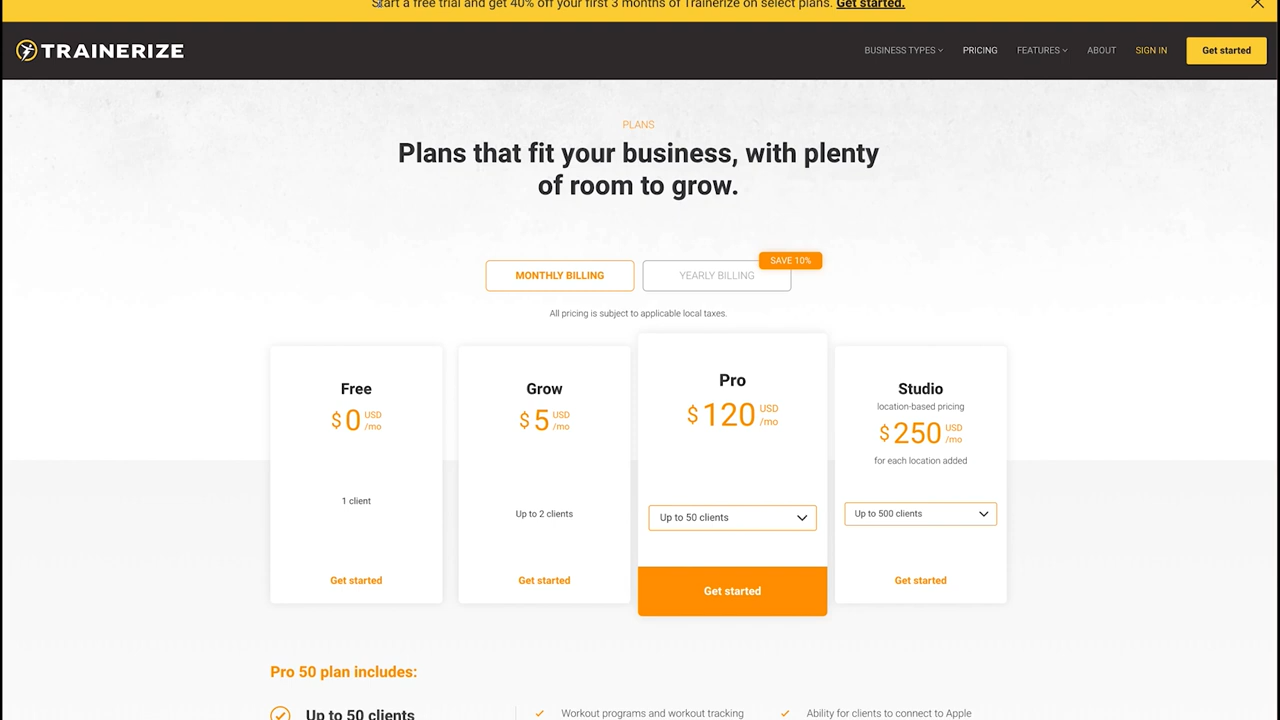 Start a free trial and get 40% off your first 3 months of Trainerize on select plans. Get started.
TRAINERIZE
BUSINESS TYPES
PRICING
FEATURES
ABOUT
SIGN IN
Get started
PLANS
Plans that fit your business, with plenty
of room to grow.
MONTHLY BILLING
YEARLY BILLING
SAVE 10%
All pricing is subject to applicable local taxes.
Free
$0 USD
/mo
1 client
Get started
Grow
$5 USD
/mo
Up to 2 clients
Get started
Pro
$120 USD
/mo
Up to 50 clients
Get started
Studio
location-based pricing
$250 USD
/mo
for each location added
Up to 500 clients
Get started
Pro 50 plan includes:
Up to 50 clients
Workout programs and workout tracking
Ability for clients to connect to Apple